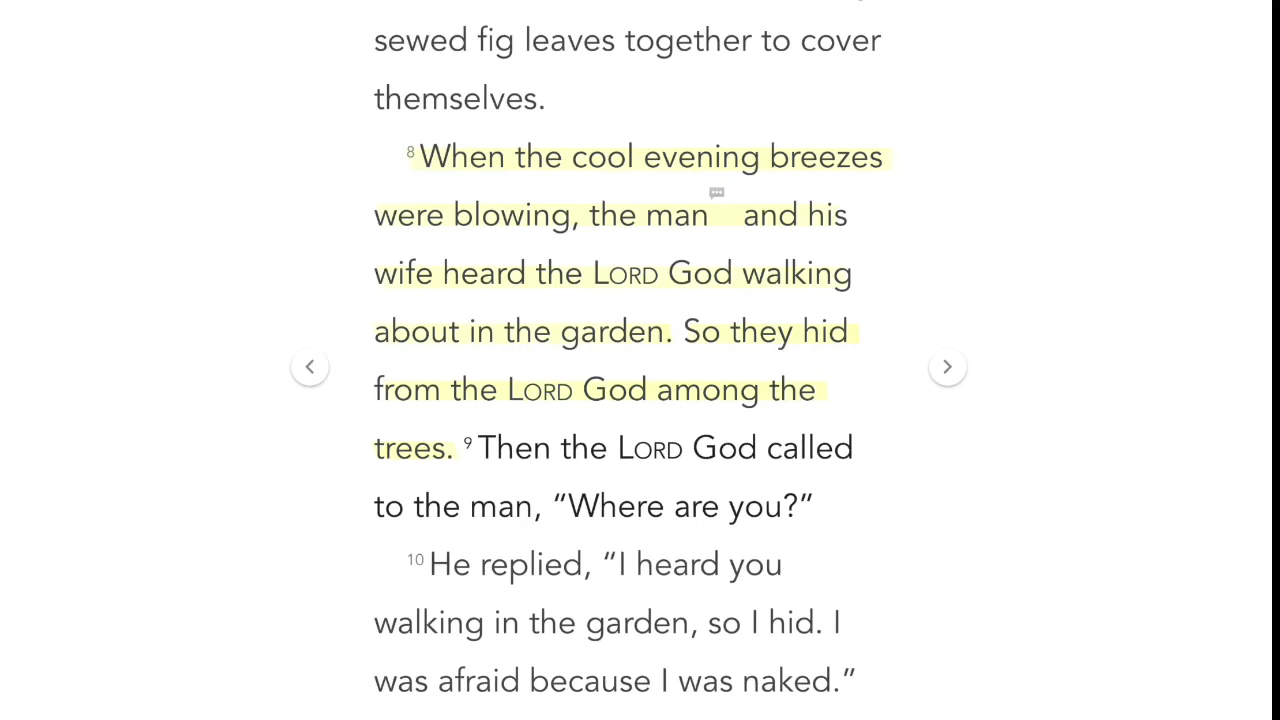 sewed fig leaves together to cover
themselves.
8 When the cool evening breezes
were blowing, the man and his
wife heard the LORD God walking
about in the garden. So they hid
from the LORD God among the
trees. 9 Then the LORD God called
to the man, “Where are you?”
10 He replied, “I heard you
walking in the garden, so I hid. I
was afraid because I was naked.”